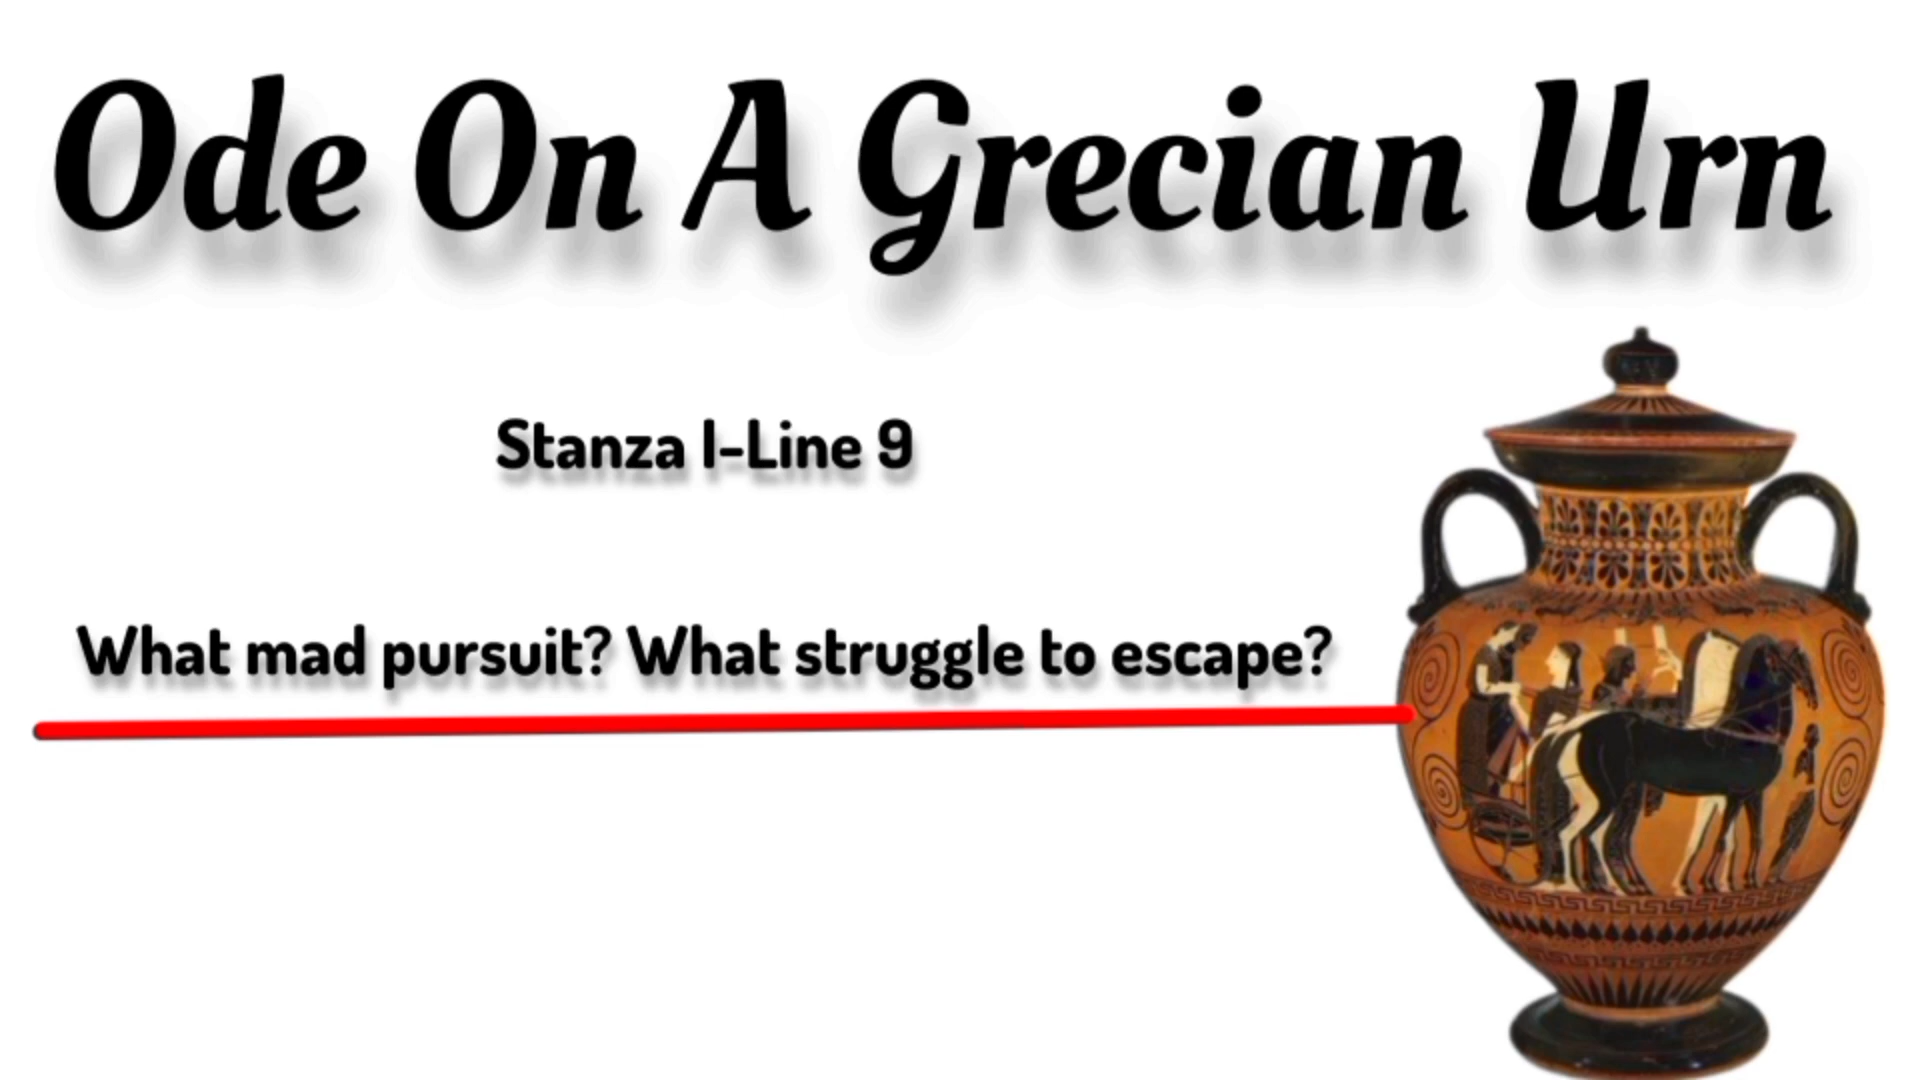 Ode On A Grecian Urn
Stanza I-Line 9
What mad pursuit? What struggle to escape?